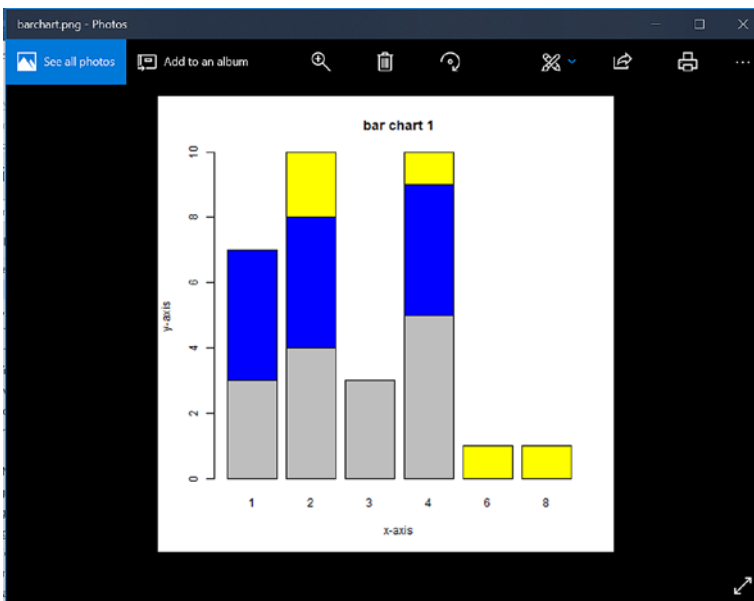 barchart.png - Photos
See all photos
Add to an album
bar chart 1
y-axis
10
8
6
4
2
0
1 2 3 4 6 8
x-axis